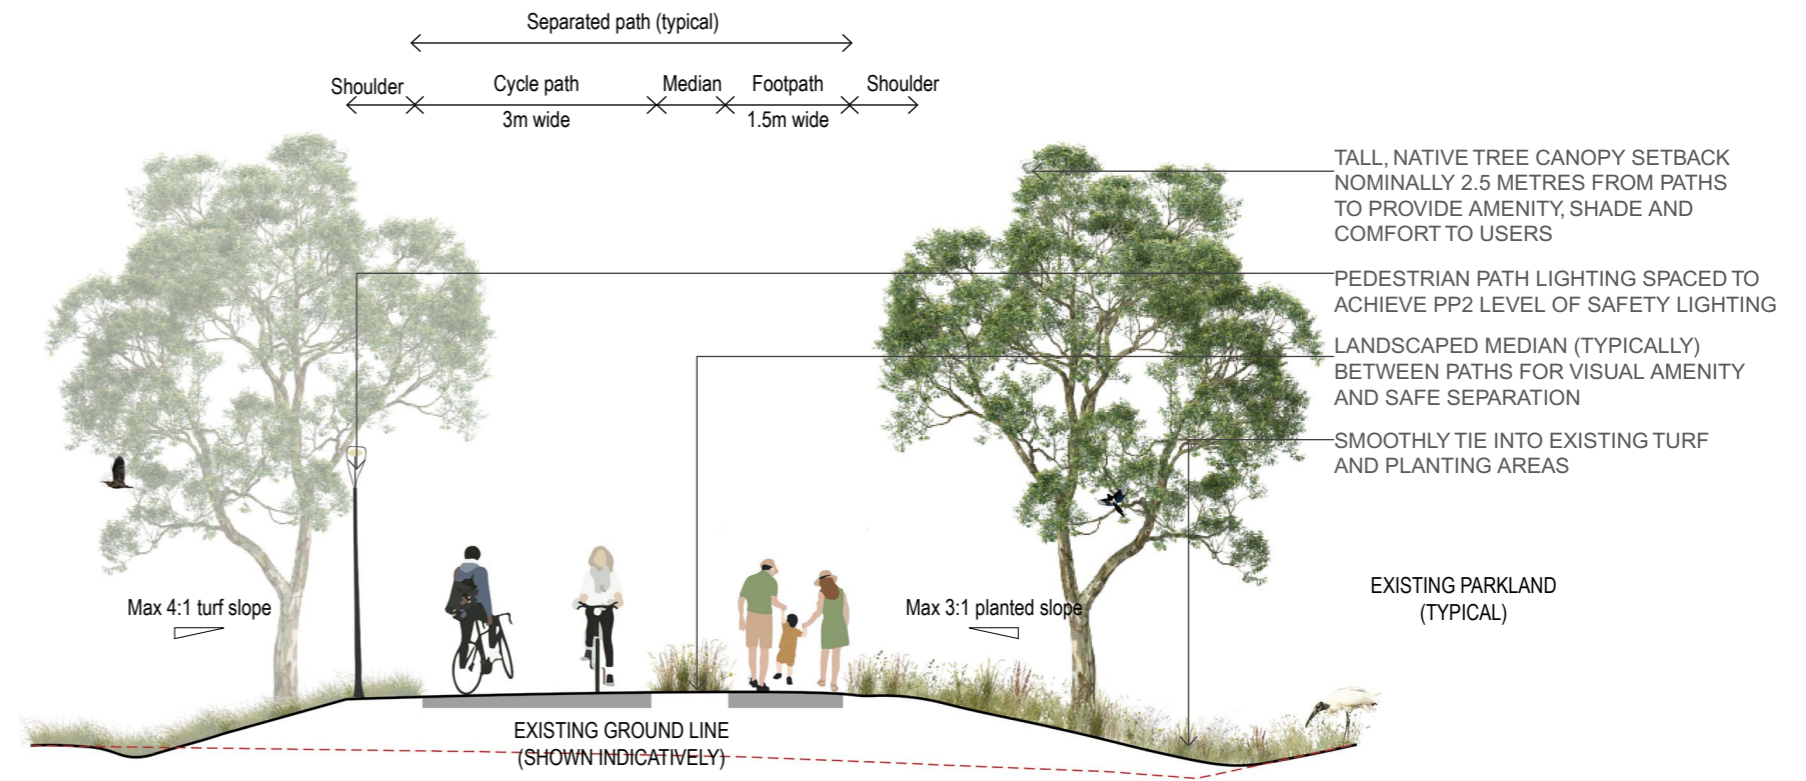 Separated path (typical)
Shoulder
Cycle path
Median
Footpath
Shoulder
3m wide
1.5m wide
TALL, NATIVE TREE CANOPY SETBACK
NOMINALLY 2.5 METRES FROM PATHS
TO PROVIDE AMENITY, SHADE AND
COMFORT TO USERS
PEDESTRIAN PATH LIGHTING SPACED TO
ACHIEVE PP2 LEVEL OF SAFETY LIGHTING
LANDSCAPED MEDIAN (TYPICALLY)
BETWEEN PATHS FOR VISUAL AMENITY
AND SAFE SEPARATION
SMOOTHLY TIE INTO EXISTING TURF
AND PLANTING AREAS
Max 4:1 turf slope
Max 3:1 planted slope
EXISTING PARKLAND
(TYPICAL)
EXISTING GROUND LINE
(SHOWN INDICATIVELY)